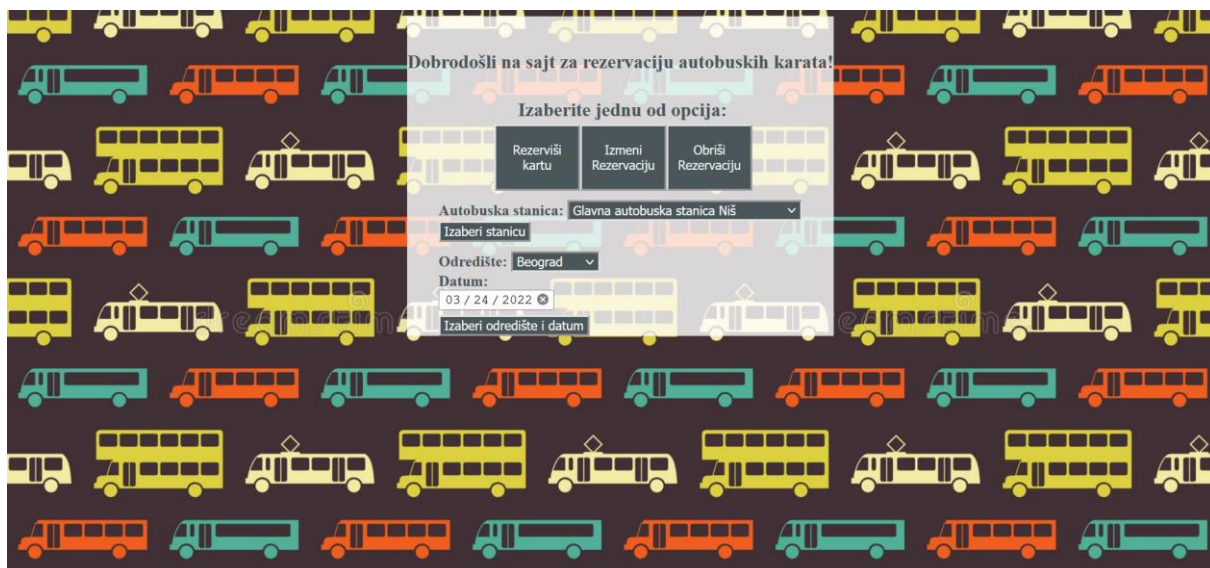 Dobrodošli na sajt za rezervaciju autobuskih karata!
Izaberite jednu od opcija:
Rezerviši
kartu
Izmeni
Rezervaciju
Obriši
Rezervaciju
Autobuska stanica: Glavna autobuska stanica Niš
Izaberi stanicu
Odredište: Beograd
Datum:
03 / 24 / 2022
Izaberi odredište i datum